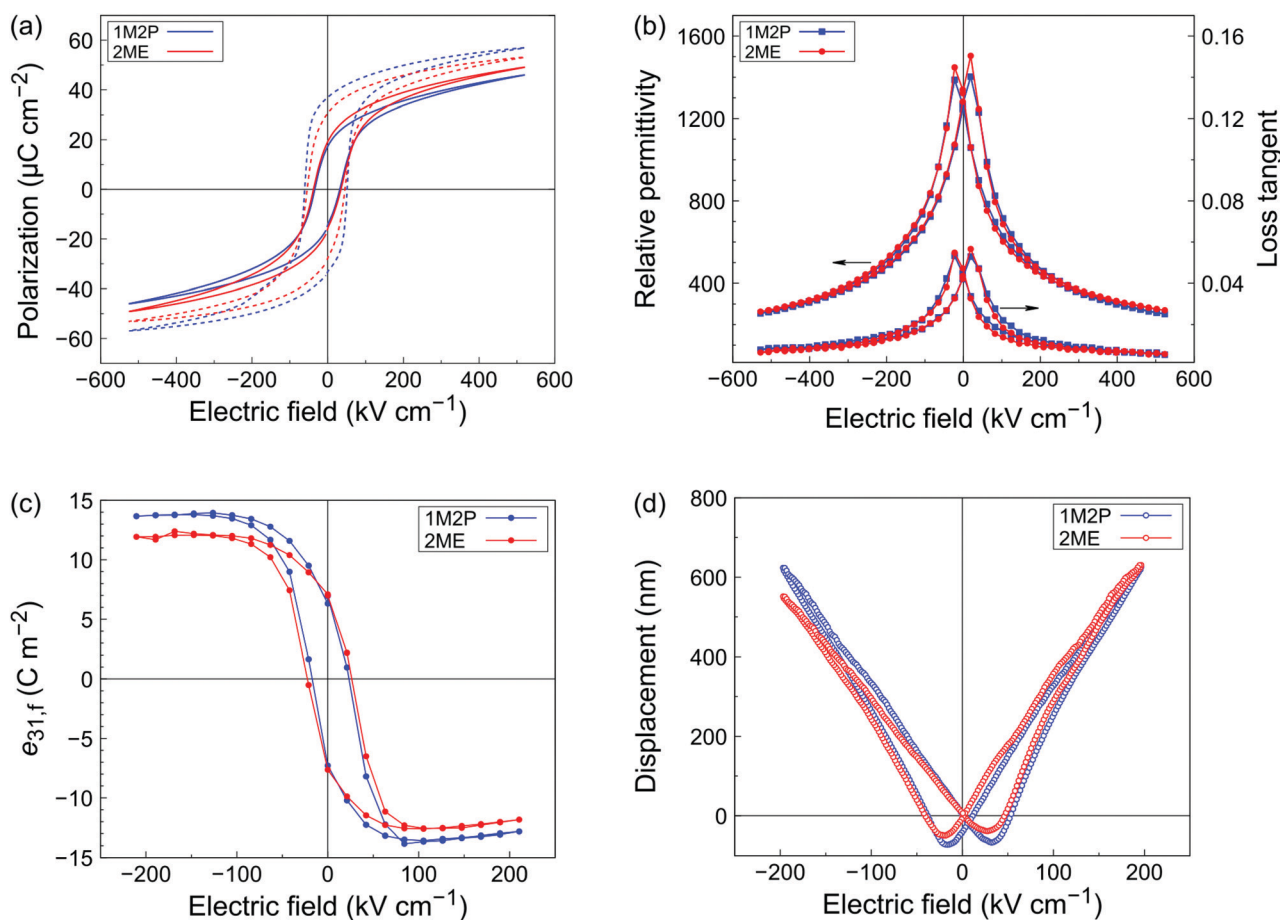 (a)
1M2P
2ME
60
40
20
0
−20
−40
−60
Polarization (µC cm−2)
−600 −400 −200 0 200 400 600
Electric field (kV cm−1)
(b)
1M2P
2ME
1600
1200
800
400
Relative permittivity
0.16
0.12
0.08
0.04
Loss tangent
−600 −400 −200 0 200 400 600
Electric field (kV cm−1)
(c)
1M2P
2ME
15
10
5
0
−5
−10
−15
e31,f (C m−2)
−200 −100 0 100 200
Electric field (kV cm−1)
(d)
1M2P
2ME
800
600
400
200
0
−100
Displacement (nm)
−200 −100 0 100 200
Electric field (kV cm−1)